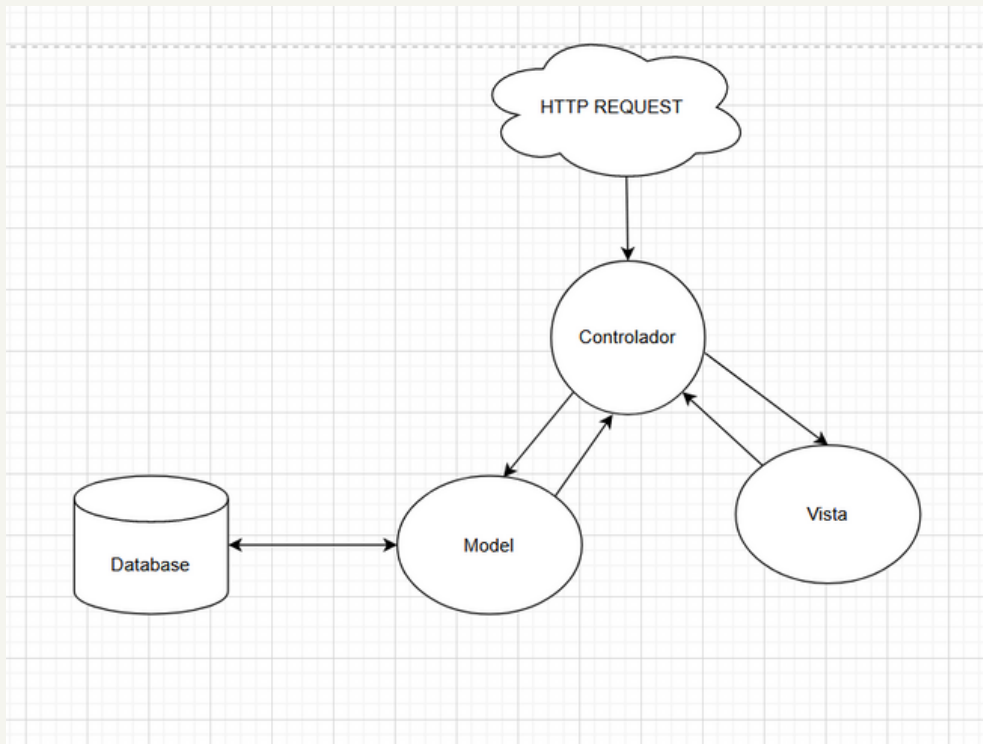 HTTP REQUEST
Controlador
Vista
Model
Database